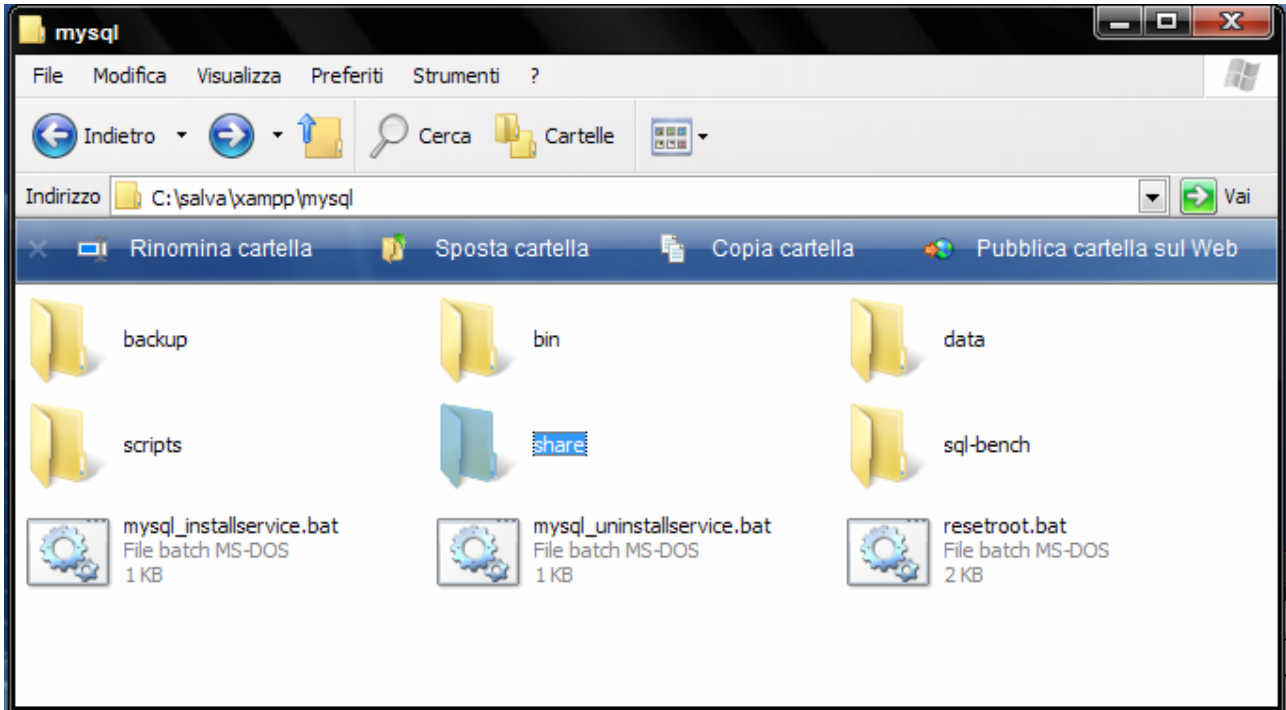 mysql
File Modifica Visualizza Preferiti Strumenti ?
Indietro Cerca Cartelle
Indirizzo C:\salva\xampp\mysql Vai
Rinomina cartella Sposta cartella Copia cartella Pubblica cartella sul Web
backup bin data
scripts share sql-bench
mysql_installservice.bat mysql_uninstallservice.bat resetroot.bat
File batch MS-DOS File batch MS-DOS File batch MS-DOS
1 KB 1 KB 2 KB